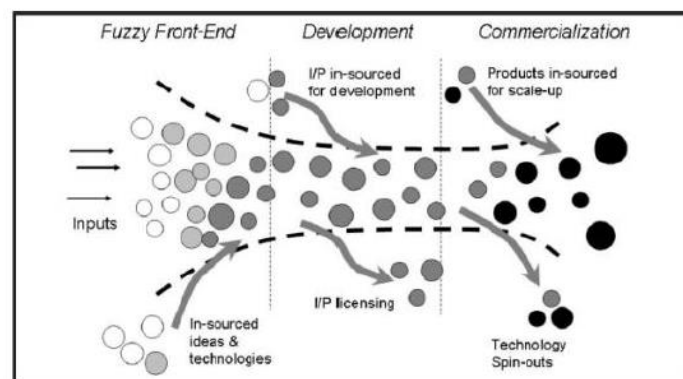 Fuzzy Front-End
Development
Commercialization
I/P in-sourced
for development
Products in-sourced
for scale-up
Inputs
In-sourced
ideas &
technologies
I/P licensing
Technology
Spin-outs